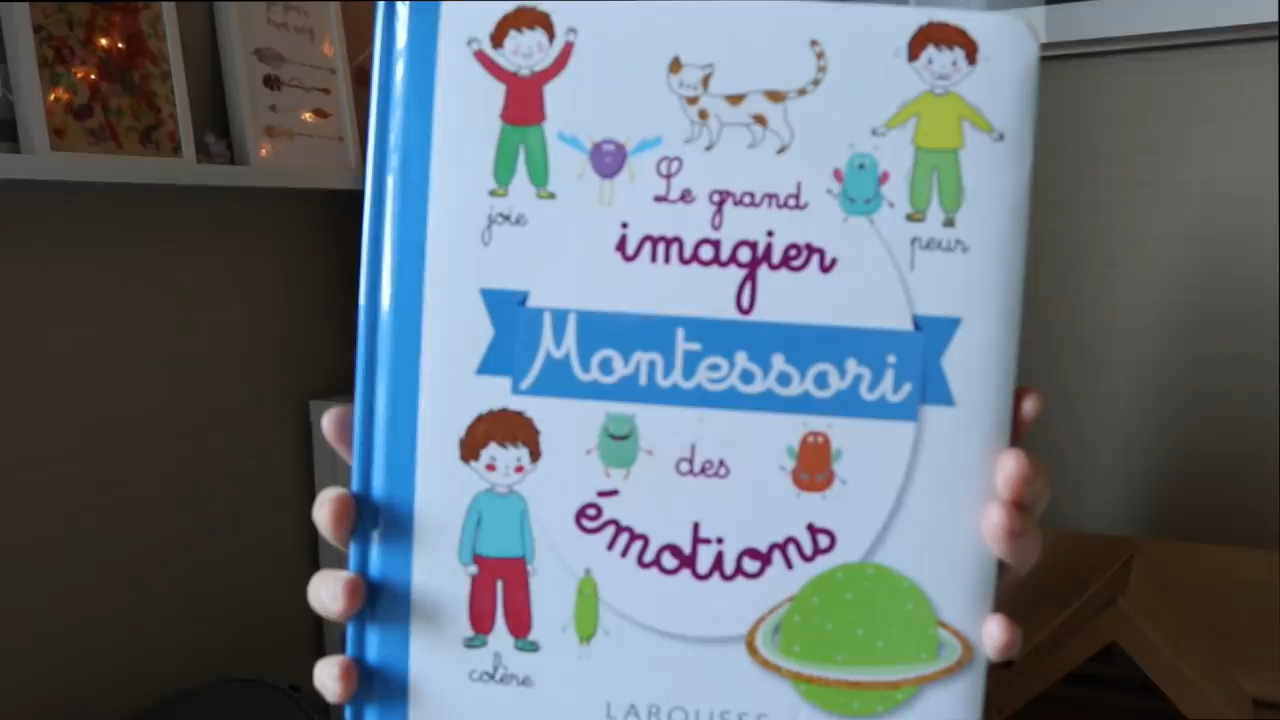 joie
peur
Le grand
imagier
Montessori
des
émotions
colère
LAROUSSE